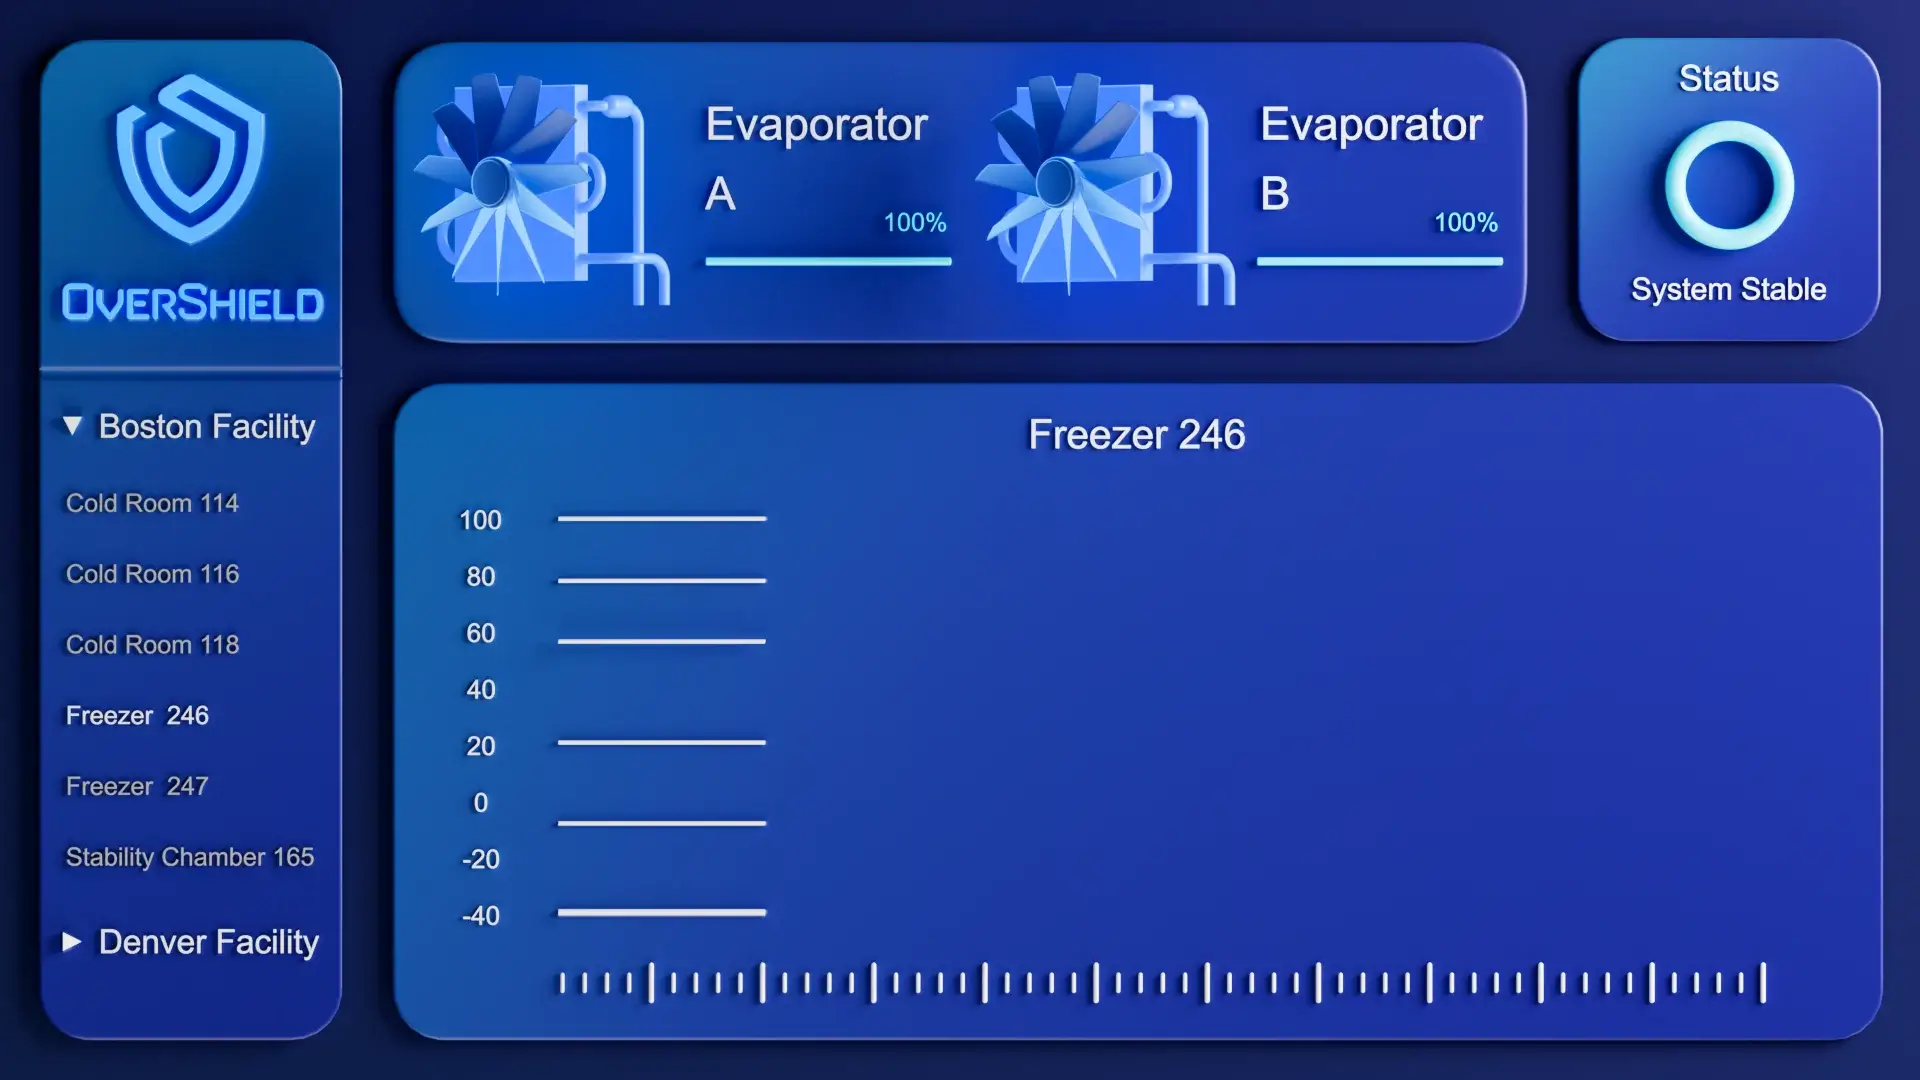 OVERSHIELD
▼ Boston Facility
Cold Room 114
Cold Room 116
Cold Room 118
Freezer 246
Freezer 247
Stability Chamber 165
▶ Denver Facility
Evaporator
A
100%
Evaporator
B
100%
Status
System Stable
Freezer 246
100
80
60
40
20
0
-20
-40